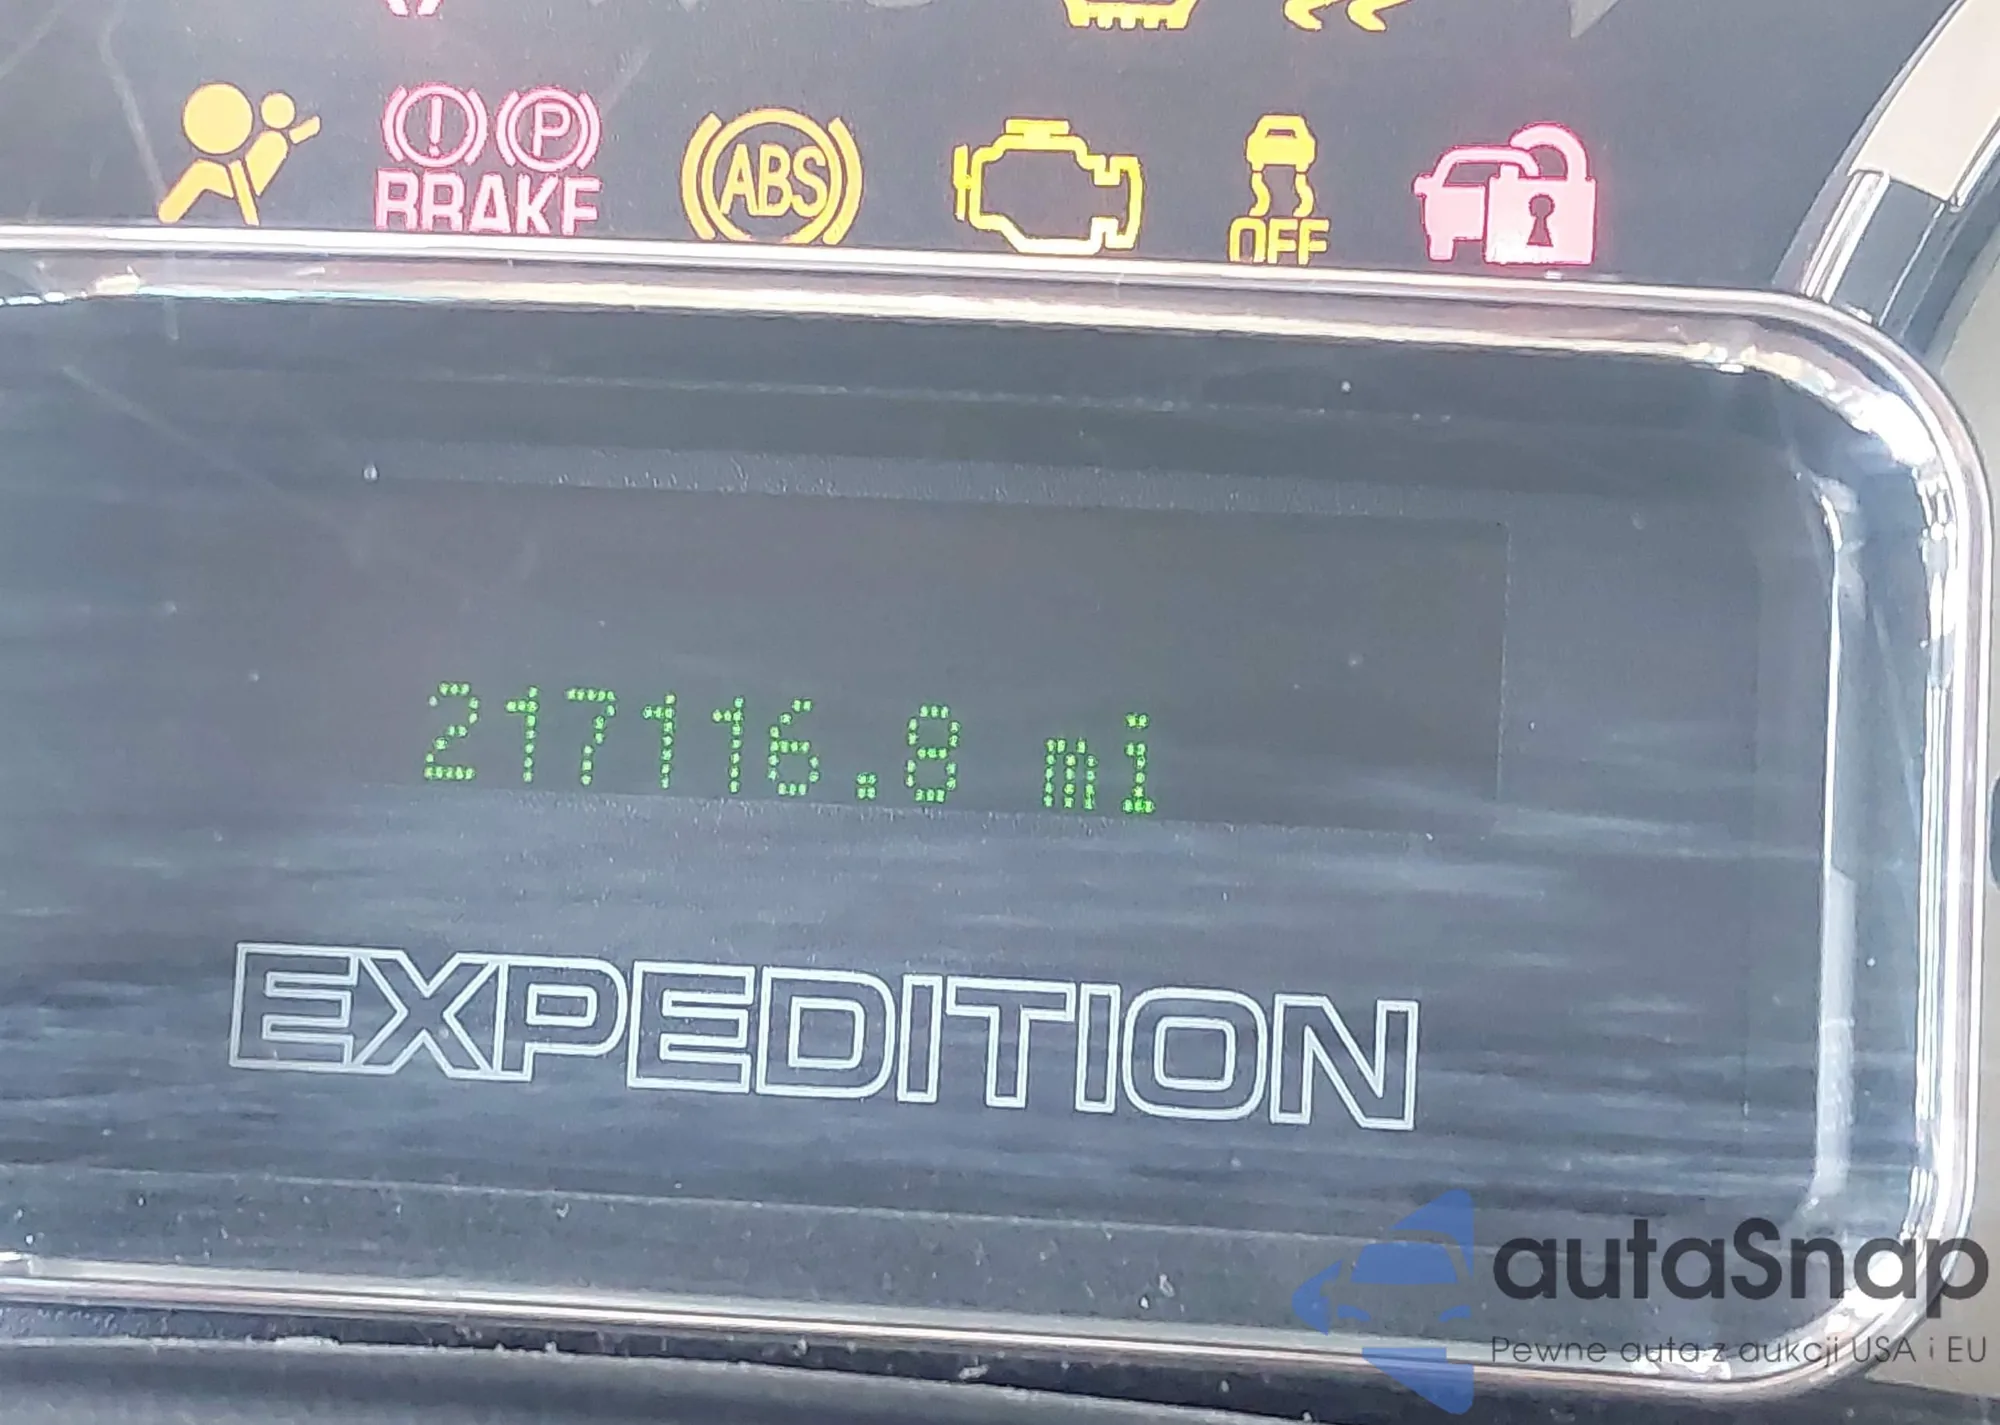 BRAKE
ABS
OFF
217116.8 mi
EXPEDITION
autaSnap
Pewne auta z aukcji USA i EU